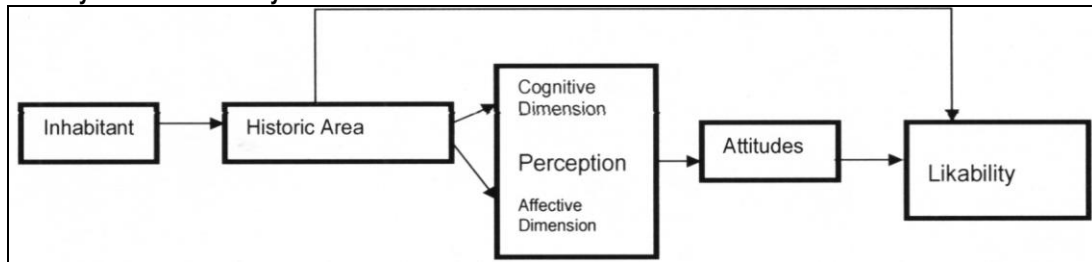 Inhabitant
Historic Area
Cognitive
Dimension
Perception
Affective
Dimension
Attitudes
Likability